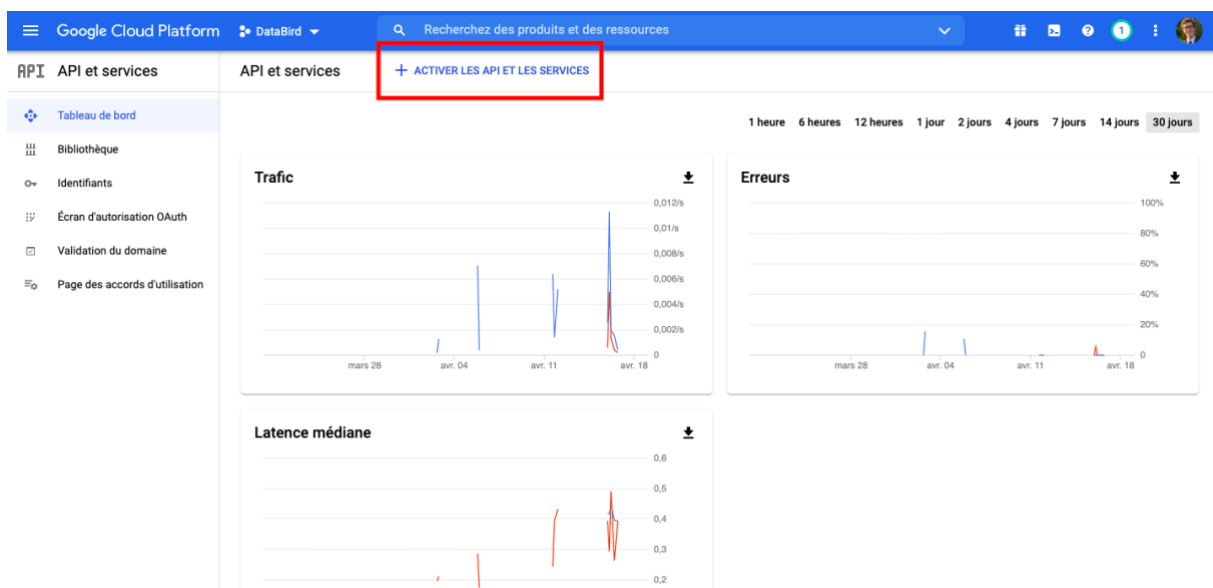 Google Cloud Platform DataBird Recherchez des produits et des ressources 1
API API et services API et services + ACTIVER LES API ET LES SERVICES
Tableau de bord
1 heure 6 heures 12 heures 1 jour 2 jours 4 jours 7 jours 14 jours 30 jours
Bibliothèque
Identifiants
Écran d'autorisation OAuth
Validation du domaine
Page des accords d'utilisation
Trafic
0,012/s
0,01/s
0,008/s
0,006/s
0,004/s
0,002/s
0
mars 28 avr. 04 avr. 11 avr. 18
Erreurs
100%
80%
60%
40%
20%
0
mars 28 avr. 04 avr. 11 avr. 18
Latence médiane
0,6
0,5
0,4
0,3
0,2